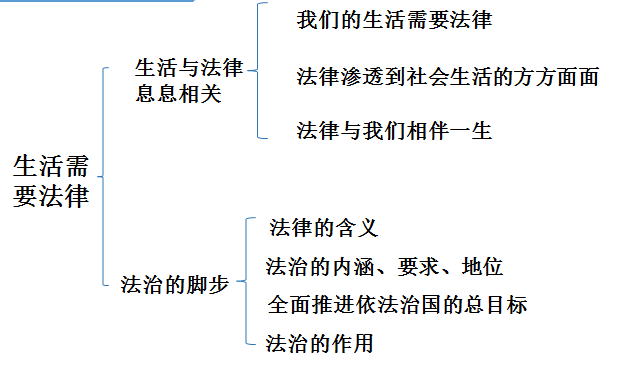 生活需
要法律
生活与法律
息息相关
我们的生活需要法律
法律渗透到社会生活的方方面面
法律与我们相伴一生
法治的脚步
法律的含义
法治的内涵、要求、地位
全面推进依法治国的总目标
法治的作用